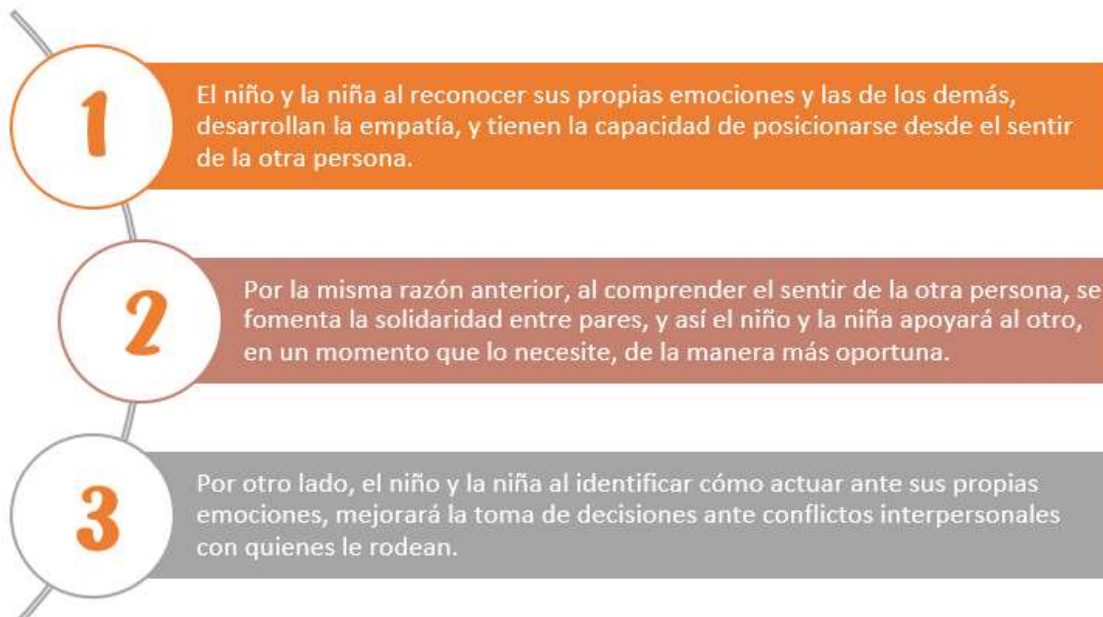 1
El niño y la niña al reconocer sus propias emociones y las de los demás,
desarrollan la empatía, y tienen la capacidad de posicionarse desde el sentir
de la otra persona.
2
Por la misma razón anterior, al comprender el sentir de la otra persona, se
fomenta la solidaridad entre pares, y así el niño y la niña apoyará al otro,
en un momento que lo necesite, de la manera más oportuna.
3
Por otro lado, el niño y la niña al identificar cómo actuar ante sus propias
emociones, mejorará la toma de decisiones ante conflictos interpersonales
con quienes le rodean.